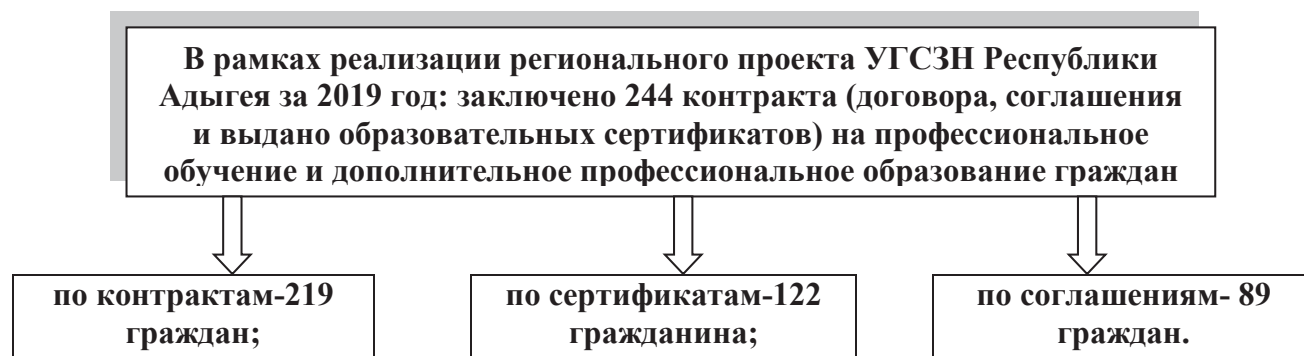 В рамках реализации регионального проекта УГСЗН Республики
Адыгея за 2019 год: заключено 244 контракта (договора, соглашения
и выдано образовательных сертификатов) на профессиональное
обучение и дополнительное профессиональное образование граждан
по контрактам-219
граждан;
по сертификатам-122
гражданина;
по соглашениям- 89
граждан.